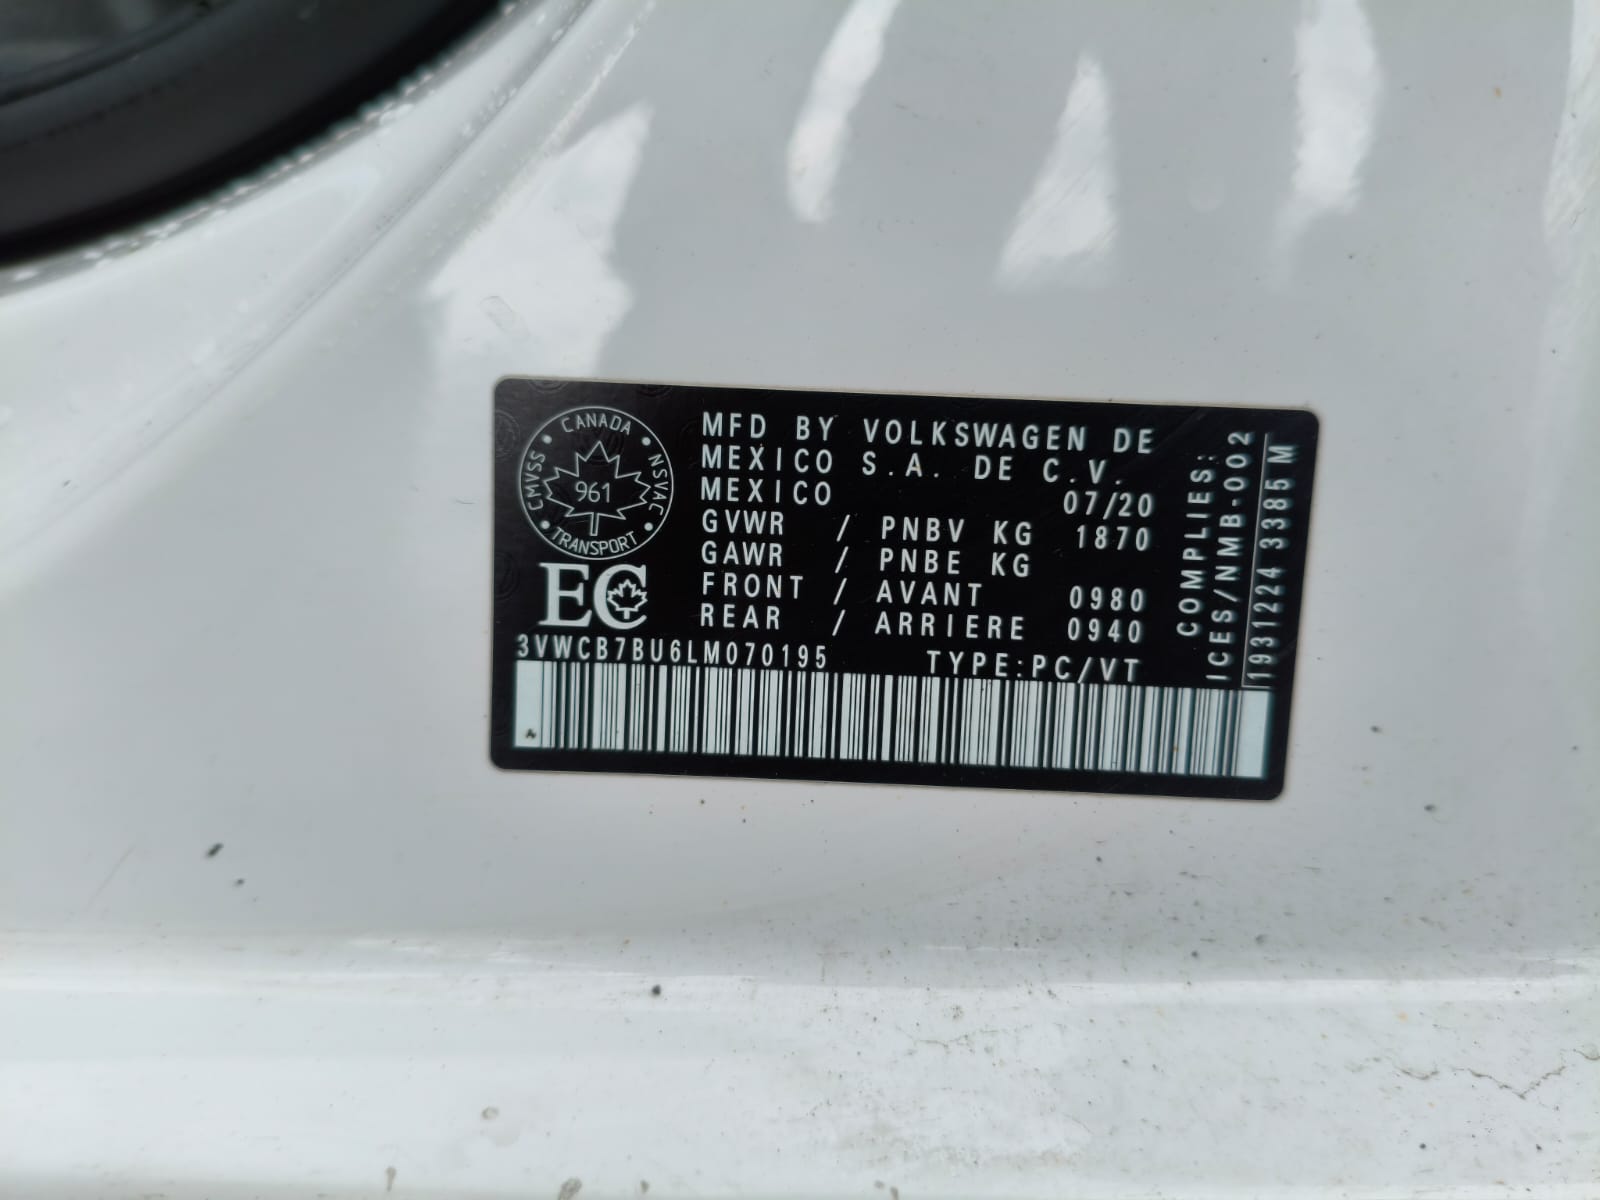 CANADA
CMVSS
NSVAC
961
TRANSPORT
EC
MFD BY VOLKSWAGEN DE
MEXICO S.A. DE C.V.
MEXICO 07/20
GVWR / PNBV KG 1870
GAWR / PNBE KG
FRONT / AVANT 0980
REAR / ARRIERE 0940
3VWCB7BU6LM070195 TYPE:PC/VT
COMPLIES:
ICES/NMB-002
1931224 3385 M